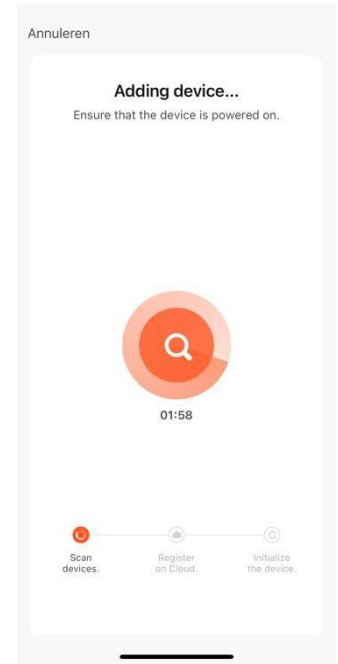 Annuleren
Adding device...
Ensure that the device is powered on.
01:58
Scan
devices.
Register
on Cloud.
Initialize
the device.